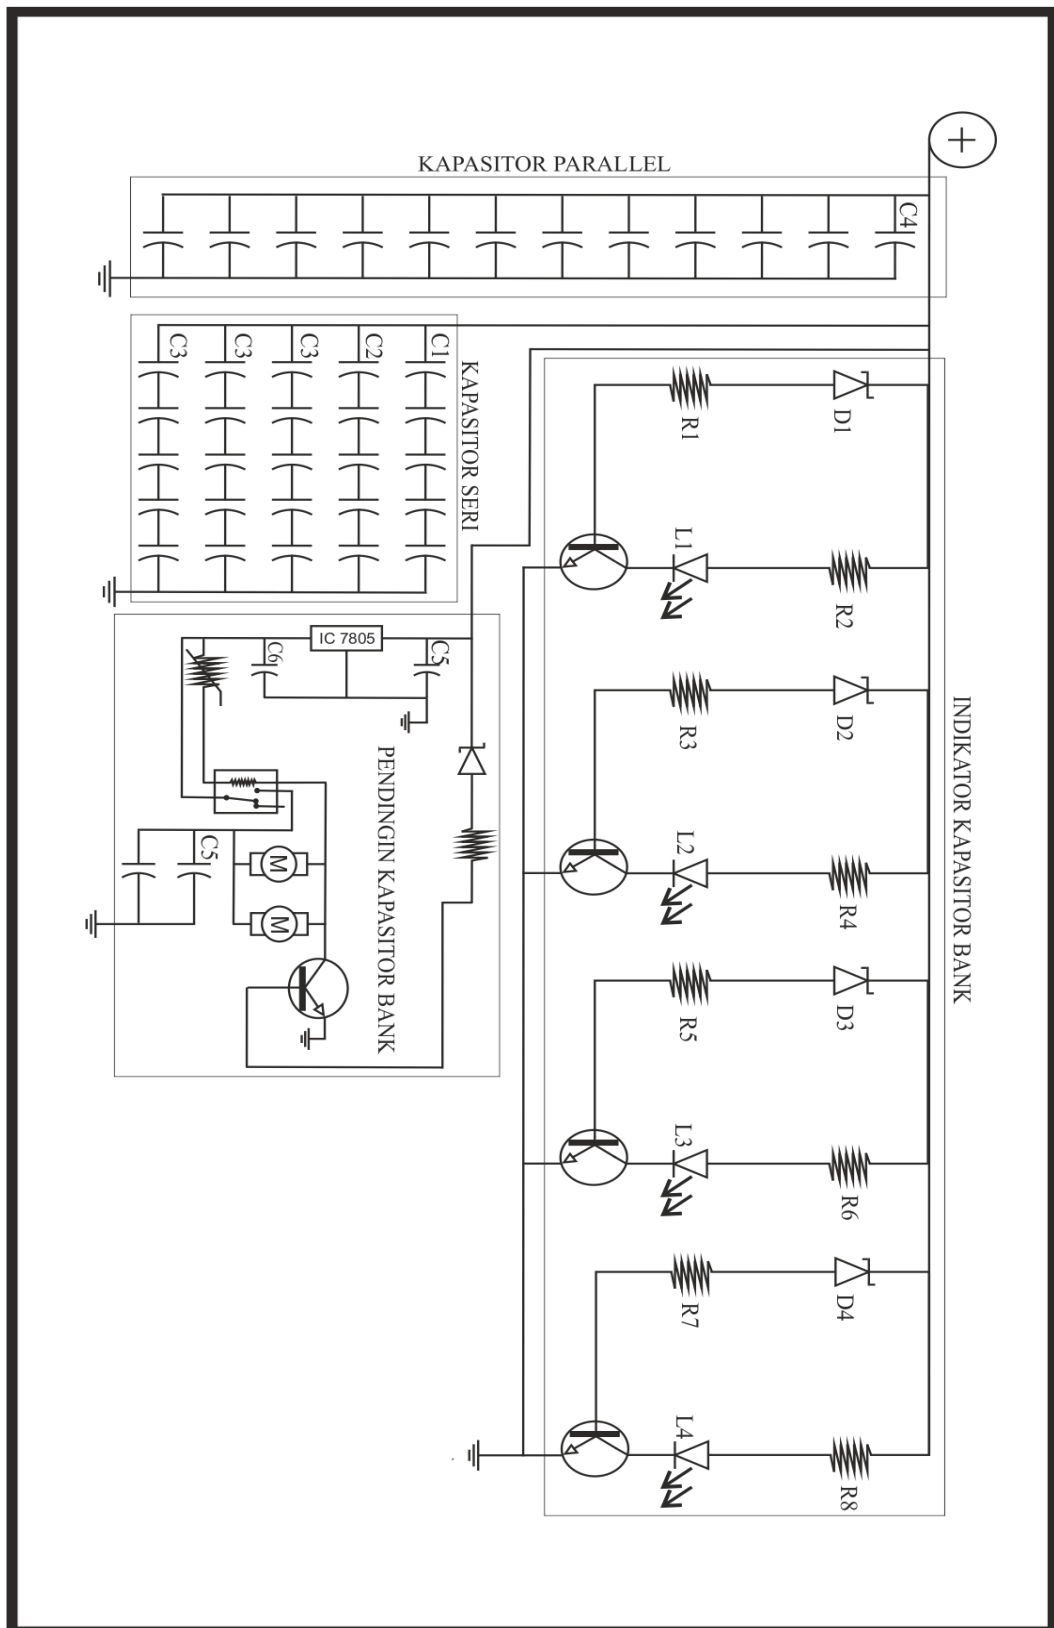 +
KAPASITOR PARALLEL
C4
C3
C3
C3
C2
C1
KAPASITOR SERI
D1
R1
L1
R2
D2
R3
L2
R4
D3
R5
L3
R6
D4
R7
L4
R8
INDIKATOR KAPASITOR BANK
IC 7805
C6
C5
C5
M
M
PENDINGIN KAPASITOR BANK